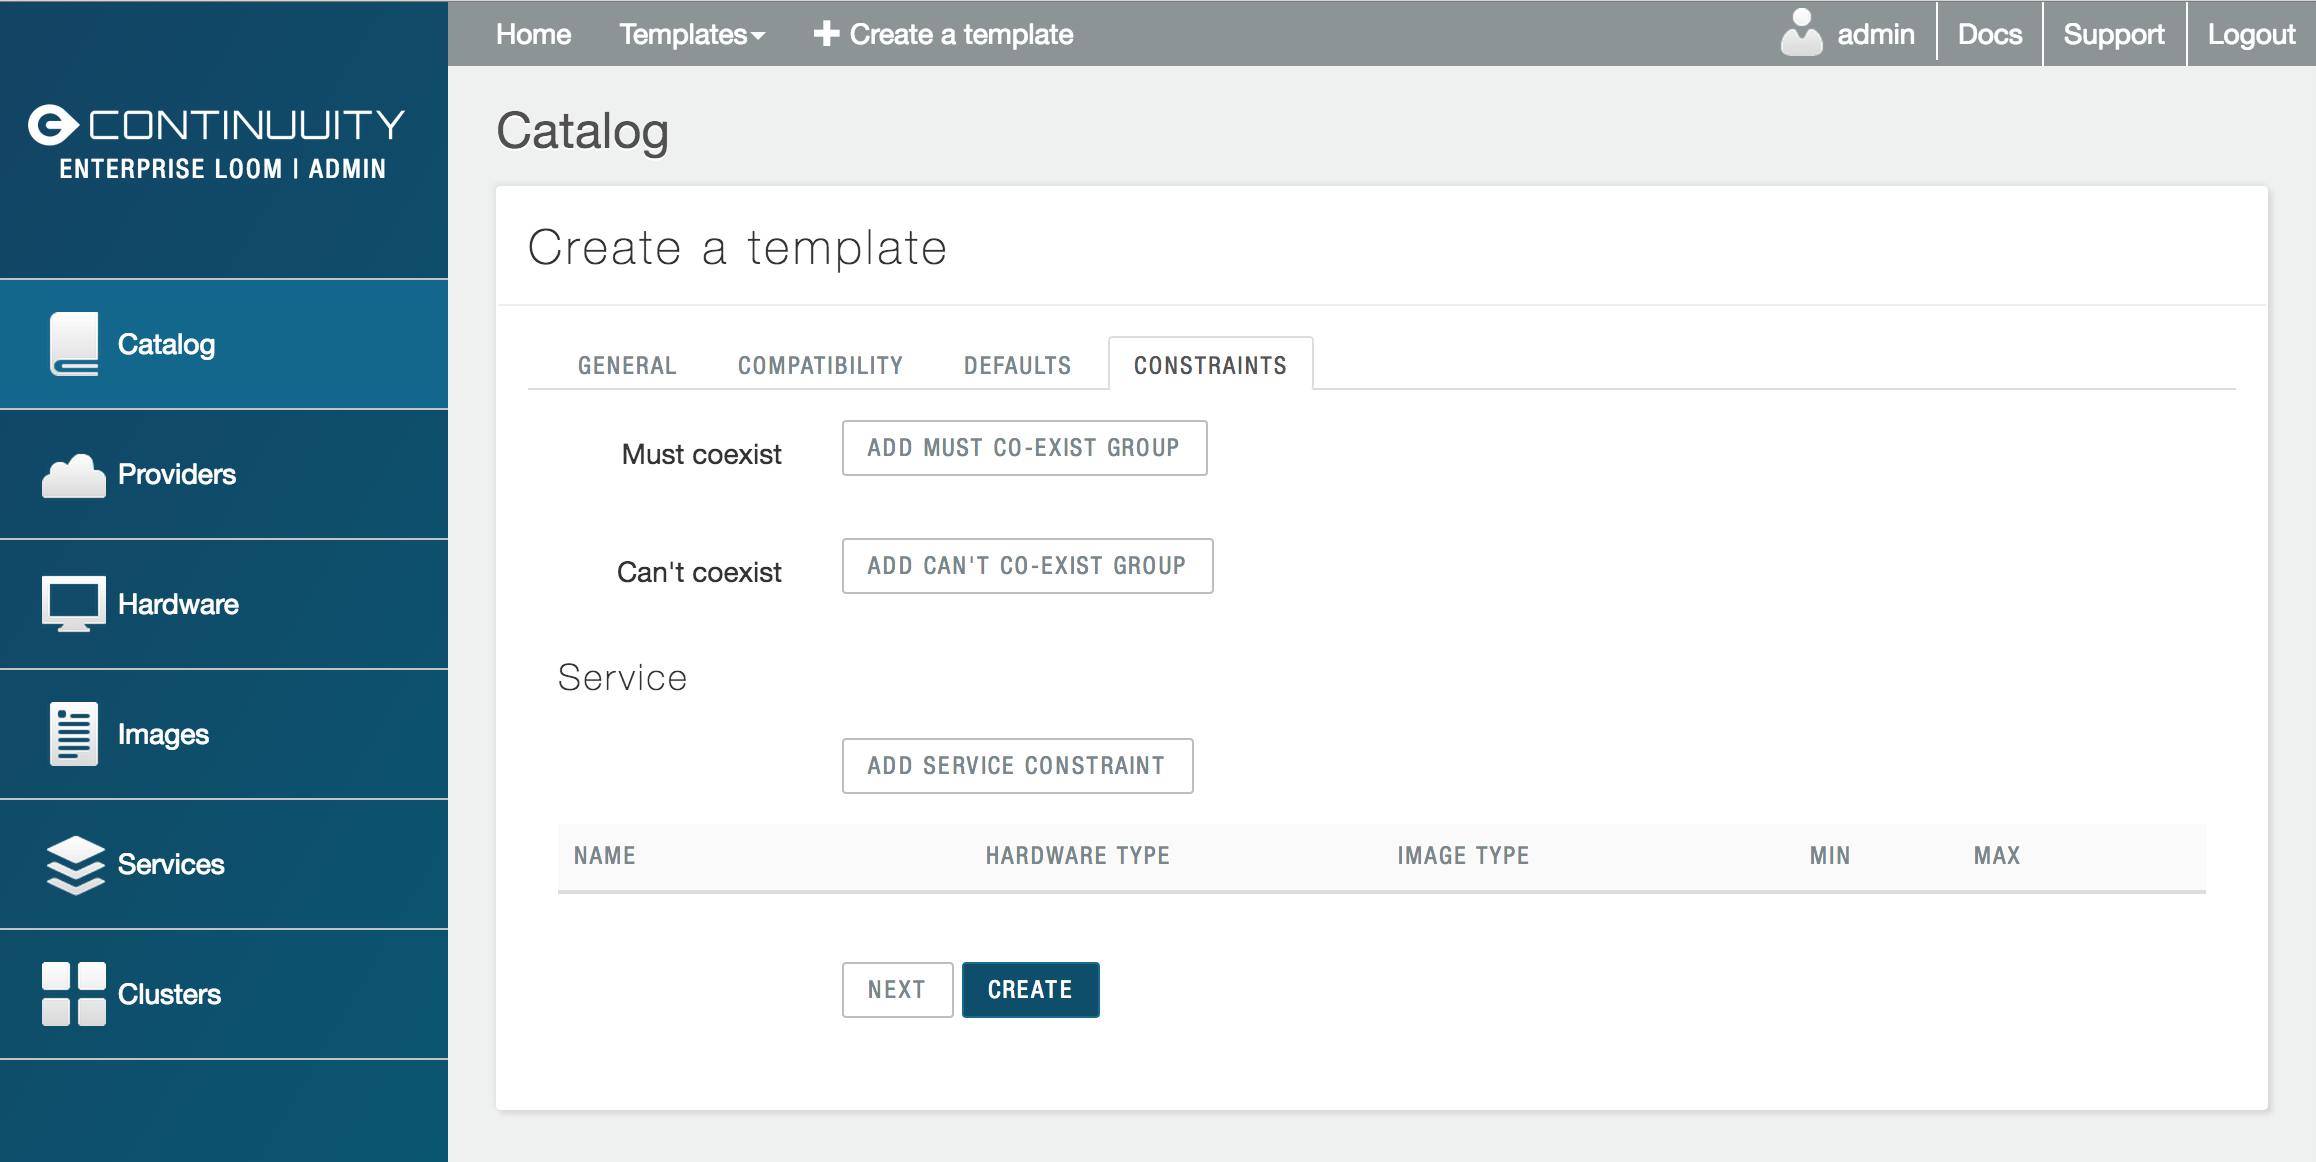 Home Templates Create a template admin Docs Support Logout
CONTINUUITY
ENTERPRISE LOOM | ADMIN
Catalog
Providers
Hardware
Images
Services
Clusters
Catalog
Create a template
GENERAL COMPATIBILITY DEFAULTS CONSTRAINTS
Must coexist ADD MUST CO-EXIST GROUP
Can't coexist ADD CAN'T CO-EXIST GROUP
Service
ADD SERVICE CONSTRAINT
NAME HARDWARE TYPE IMAGE TYPE MIN MAX
NEXT CREATE